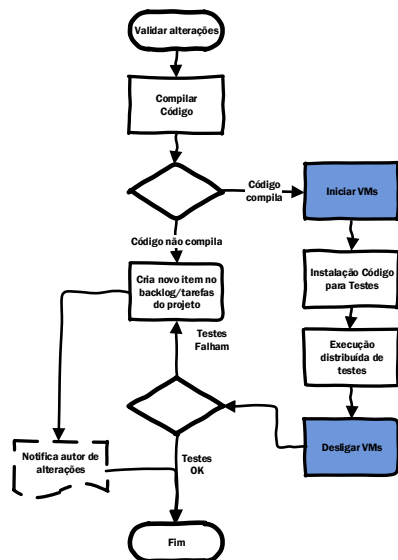 Validar alterações
Compilar
Código
Código
compila
Iniciar VMs
Código não compila
Instalação Código
para Testes
Cria novo item no
backlog/tarefas
do projeto
Testes
Falham
Execução
distribuída de
testes
Notifica autor de
alterações
Testes
OK
Desligar VMs
Fim